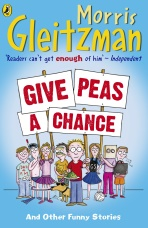 Morris
Gleitzman
'Readers can't get enough of him' – Independent
GIVE PEAS
A CHANCE
And Other Funny Stories